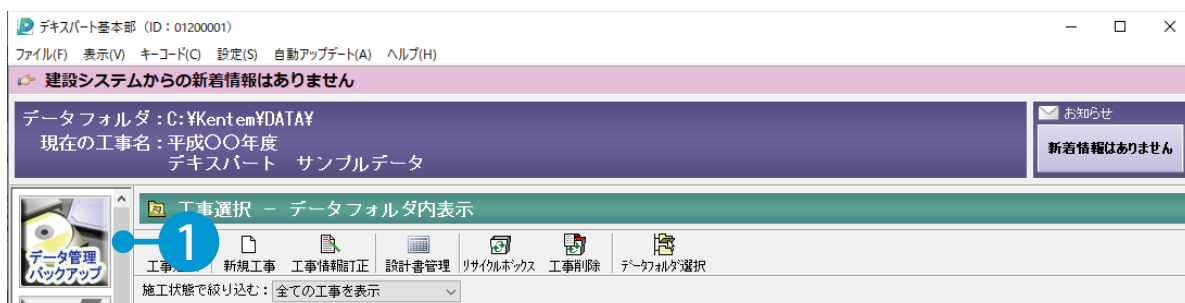 デキスパート基本部 (ID：01200001)
ファイル(F) 表示(V) キーコード(C) 設定(S) 自動アップデート(A) ヘルプ(H)
建設システムからの新着情報はありません
データフォルダ：C:¥Kentem¥DATA¥
現在の工事名：平成〇〇年度
デキスパート　サンプルデータ
お知らせ
新着情報はありません
データ管理
バックアップ
1
工事選択 － データフォルダ内表示
新規工事 工事情報訂正 設計書管理 リサイクルボックス 工事削除 データフォルダ選択
施工状態で絞り込む： 全ての工事を表示